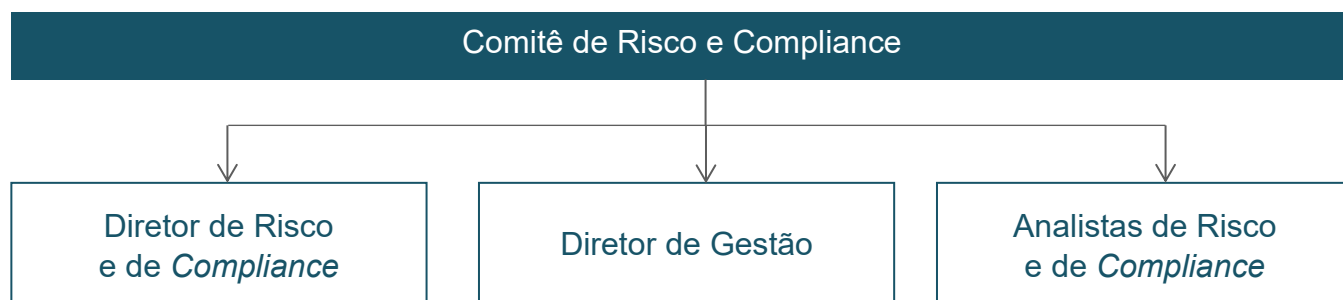 Comitê de Risco e Compliance
Diretor de Risco
e de Compliance
Diretor de Gestão
Analistas de Risco
e de Compliance